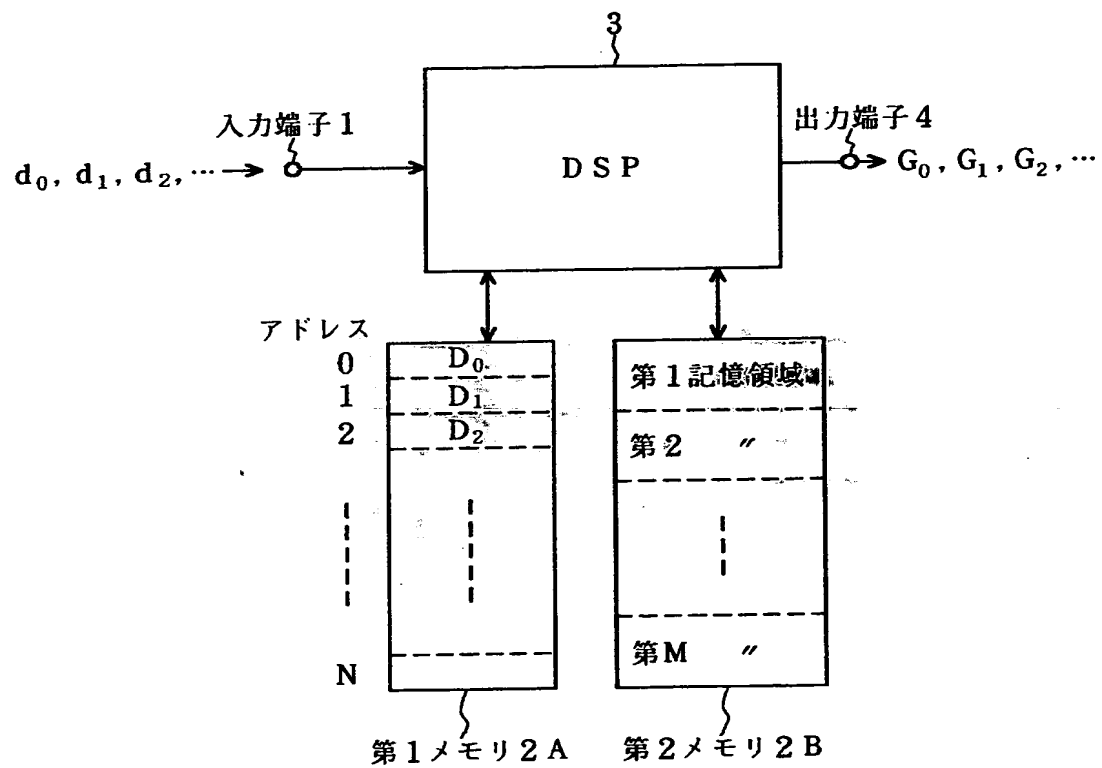 3
入力端子1
出力端子4
d₀, d₁, d₂, …
DSP
G₀, G₁, G₂, …
アドレス
0
D₀
第1記憶領域
1
D₁
2
D₂
第2 〃
N
第M 〃
第1メモリ2A
第2メモリ2B